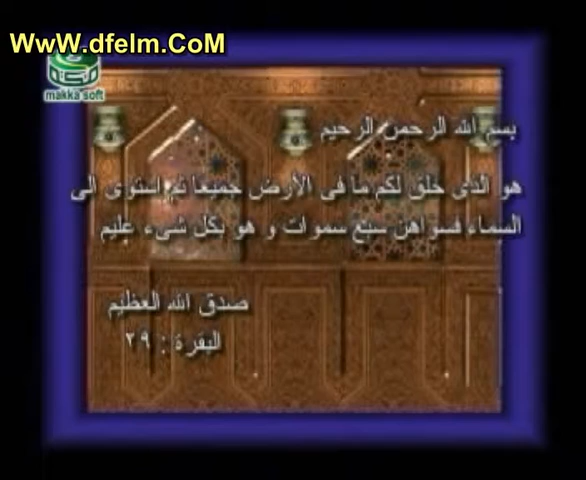 WwW.dfelm.CoM
makka soft
بسم الله الرحمن الرحيم
هو الذى خلق لكم ما فى الأرض جميعا ثم استوى الى
السماء فسواهن سبع سموات و هو بكل شىء عليم
صدق الله العظيم
البقرة : ٢٩